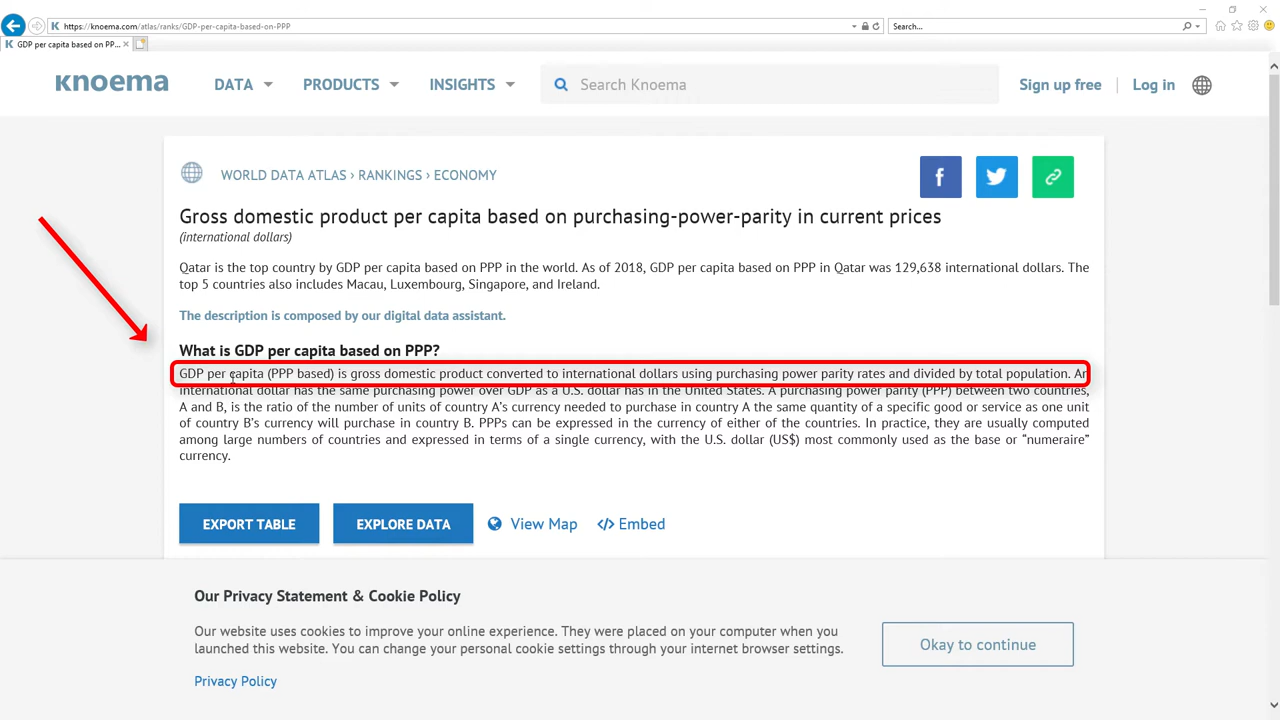 https://knoema.com/atlas/ranks/GDP-per-capita-based-on-PPP
Search...
GDP per capita based on PP...
knoema
DATA
PRODUCTS
INSIGHTS
Search Knoema
Sign up free
Log in
WORLD DATA ATLAS › RANKINGS › ECONOMY
Gross domestic product per capita based on purchasing-power-parity in current prices
(international dollars)
Qatar is the top country by GDP per capita based on PPP in the world. As of 2018, GDP per capita based on PPP in Qatar was 129,638 international dollars. The
top 5 countries also includes Macau, Luxembourg, Singapore, and Ireland.
The description is composed by our digital data assistant.
What is GDP per capita based on PPP?
GDP per capita (PPP based) is gross domestic product converted to international dollars using purchasing power parity rates and divided by total population. An
international dollar has the same purchasing power over GDP as a U.S. dollar has in the United States. A purchasing power parity (PPP) between two countries,
A and B, is the ratio of the number of units of country A’s currency needed to purchase in country A the same quantity of a specific good or service as one unit
of country B’s currency will purchase in country B. PPPs can be expressed in the currency of either of the countries. In practice, they are usually computed
among large numbers of countries and expressed in terms of a single currency, with the U.S. dollar (US$) most commonly used as the base or “numeraire”
currency.
EXPORT TABLE
EXPLORE DATA
View Map
</> Embed
Our Privacy Statement & Cookie Policy
Our website uses cookies to improve your online experience. They were placed on your computer when you
launched this website. You can change your personal cookie settings through your internet browser settings.
Okay to continue
Privacy Policy